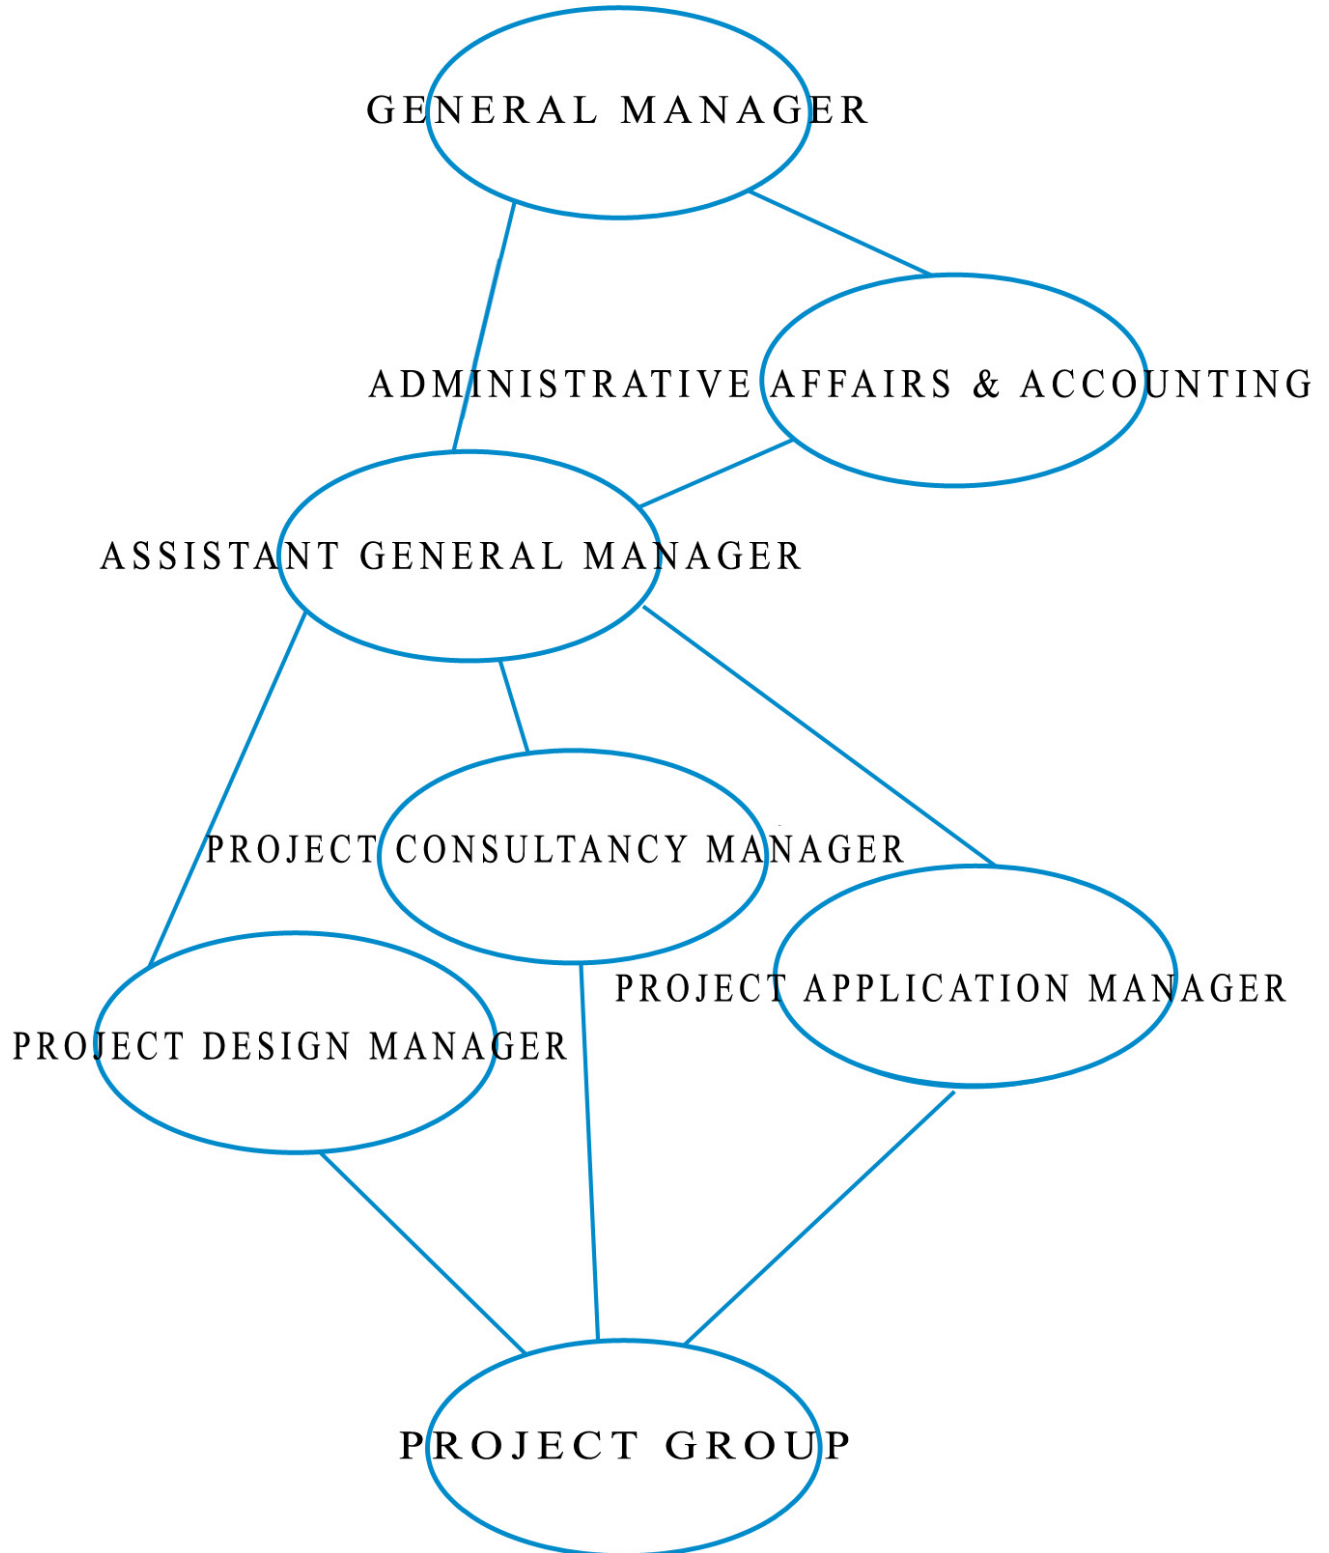 GENERAL MANAGER
ADMINISTRATIVE AFFAIRS & ACCOUNTING
ASSISTANT GENERAL MANAGER
PROJECT CONSULTANCY MANAGER
PROJECT APPLICATION MANAGER
PROJECT DESIGN MANAGER
PROJECT GROUP